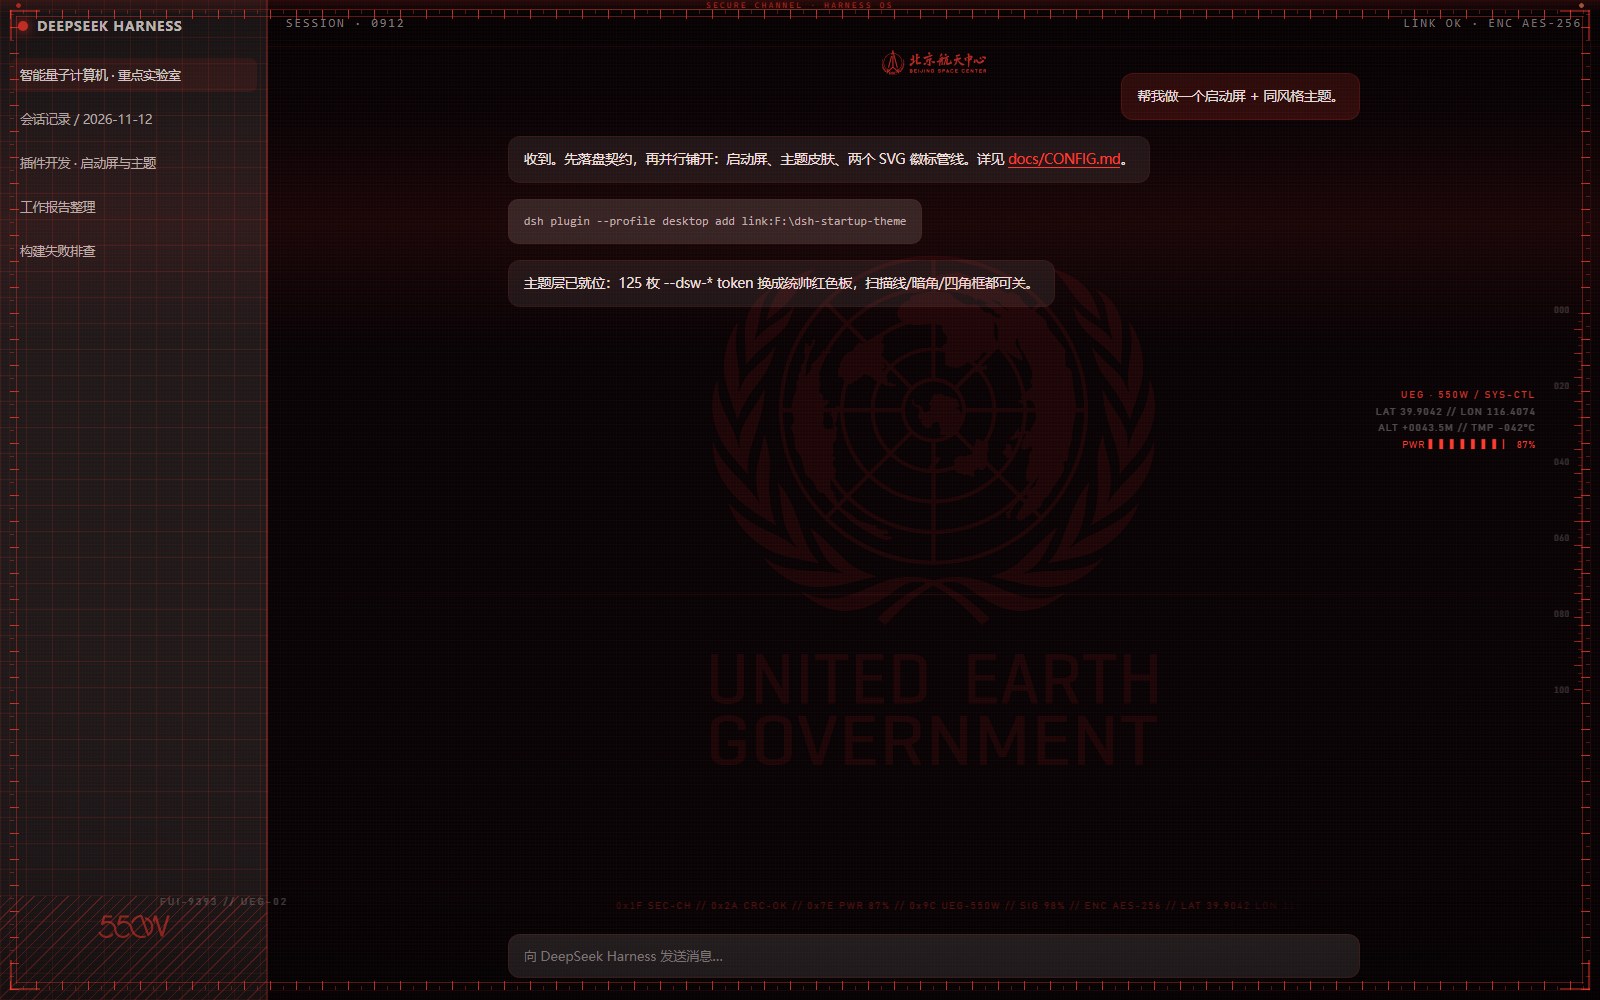 SECURE CHANNEL · HARNESS OS
DEEPSEEK HARNESS
SESSION · 0912
LINK OK · ENC AES-256
智能量子计算机 · 重点实验室
会话记录 / 2026-11-12
插件开发 · 启动屏与主题
工作报告整理
构建失败排查
北京航天中心
BEIJING SPACE CENTER
帮我做一个启动屏 + 同风格主题。
收到。先落盘契约，再并行铺开：启动屏、主题皮肤、两个 SVG 徽标管线。详见 docs/CONFIG.md。
dsh plugin --profile desktop add link:F:\dsh-startup-theme
主题层已就位：125 枚 --dsw-* token 换成统帅红色板，扫描线/暗角/四角框都可关。
000
020
040
060
080
100
UEG · 550W / SYS-CTL
LAT 39.9042 // LON 116.4074
ALT +0043.5M // TMP -042°C
PWR 87%
UNITED EARTH
GOVERNMENT
FUI-9393 // UEG-02
550W
0x1F SEC-CH // 0x2A CRC-OK // 0x7E PWR 87% // 0x9C UEG-550W // SIG 98% // ENC AES-256 // LAT 39.9042 LON
向 DeepSeek Harness 发送消息...